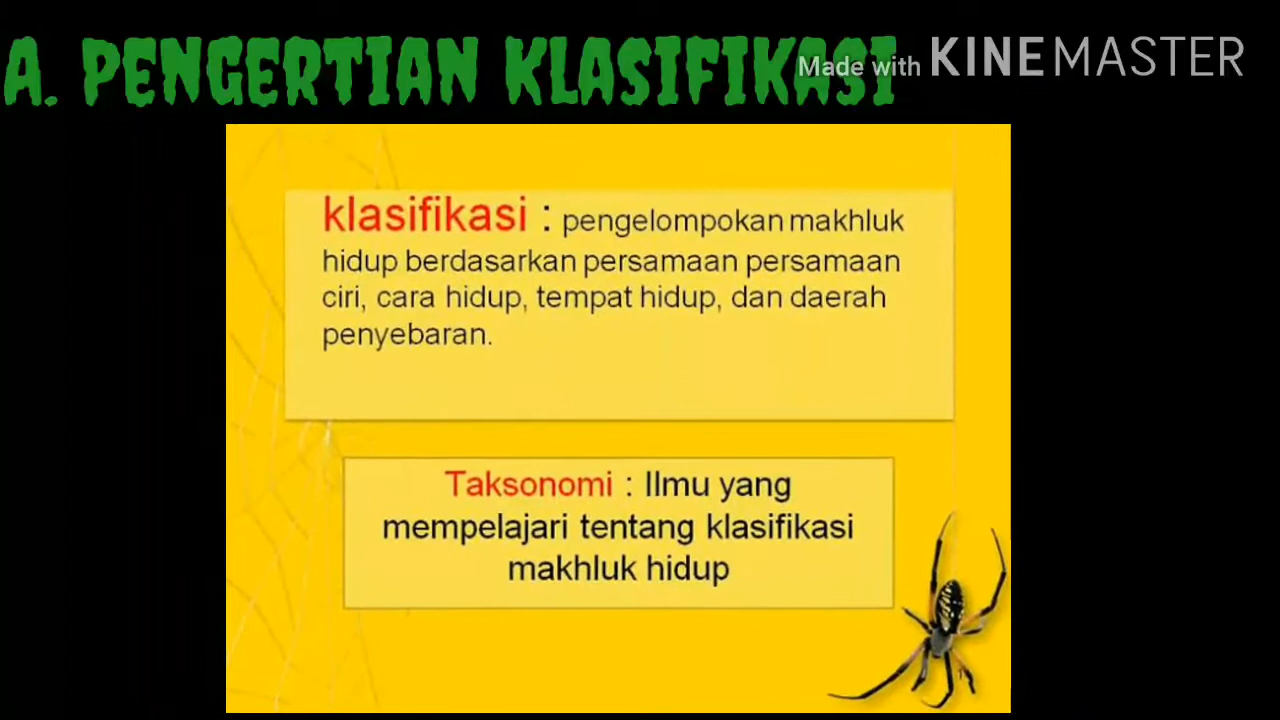 A. PENGERTIAN KLASIFIKASI
Made with KINEMASTER
klasifikasi : pengelompokan makhluk
hidup berdasarkan persamaan persamaan
ciri, cara hidup, tempat hidup, dan daerah
penyebaran.
Taksonomi : Ilmu yang
mempelajari tentang klasifikasi
makhluk hidup